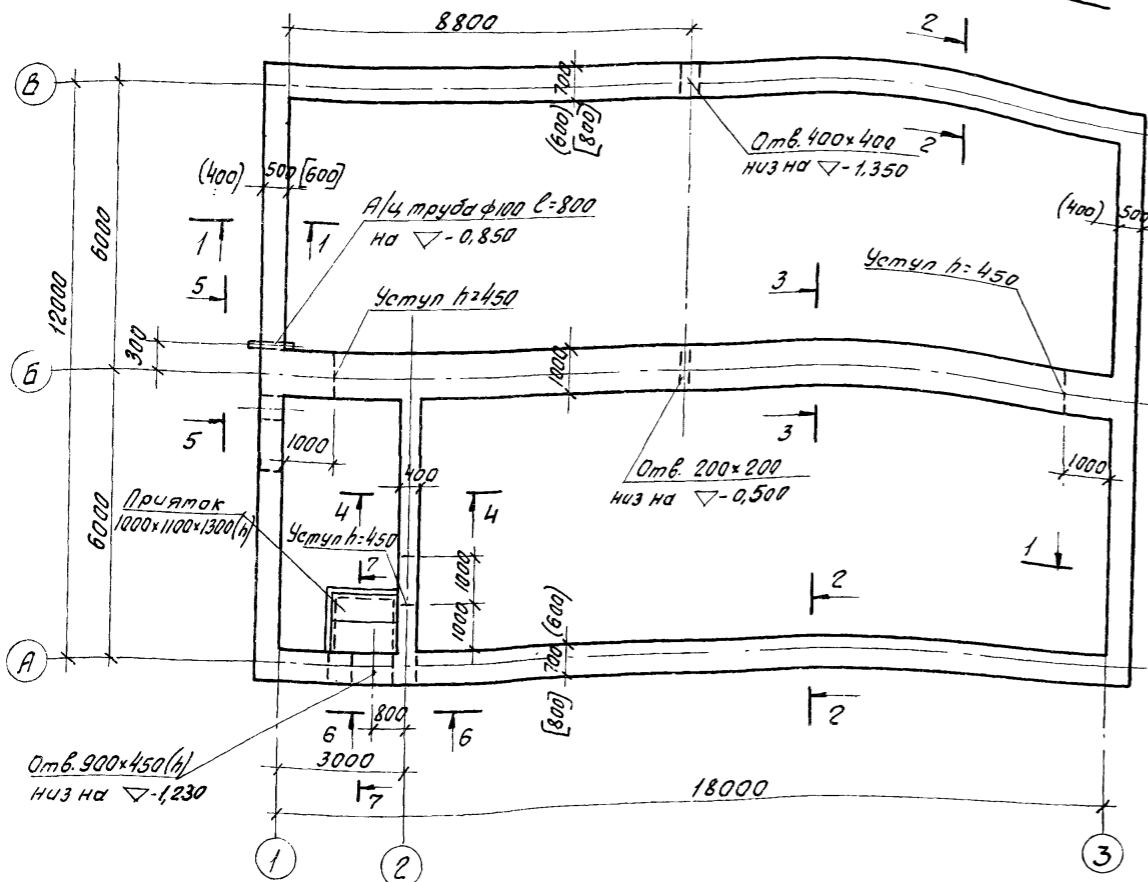 8800
2
В
700
(600)
[800]
Отв. 400×400
низ на ▽-1,350
2
(400) 500 [600]
А/ц труба ф100 ℓ=800
на ▽-0,850
(400) 500
1
1
6000
12000
5
Уступ h=450
3
Уступ h=450
300
Б
1000
5
3
1000
400
Отв. 200×200
низ на ▽-0,500
1000
Прияток
1000×1100×1300(h)
4
4
6000
Уступ h=450
7
1000
1
2
1000
700 (600)
[800]
А
2
6
800
6
Отв. 900×450(h)
низ на ▽-1,230
3000
7
18000
1
2
3